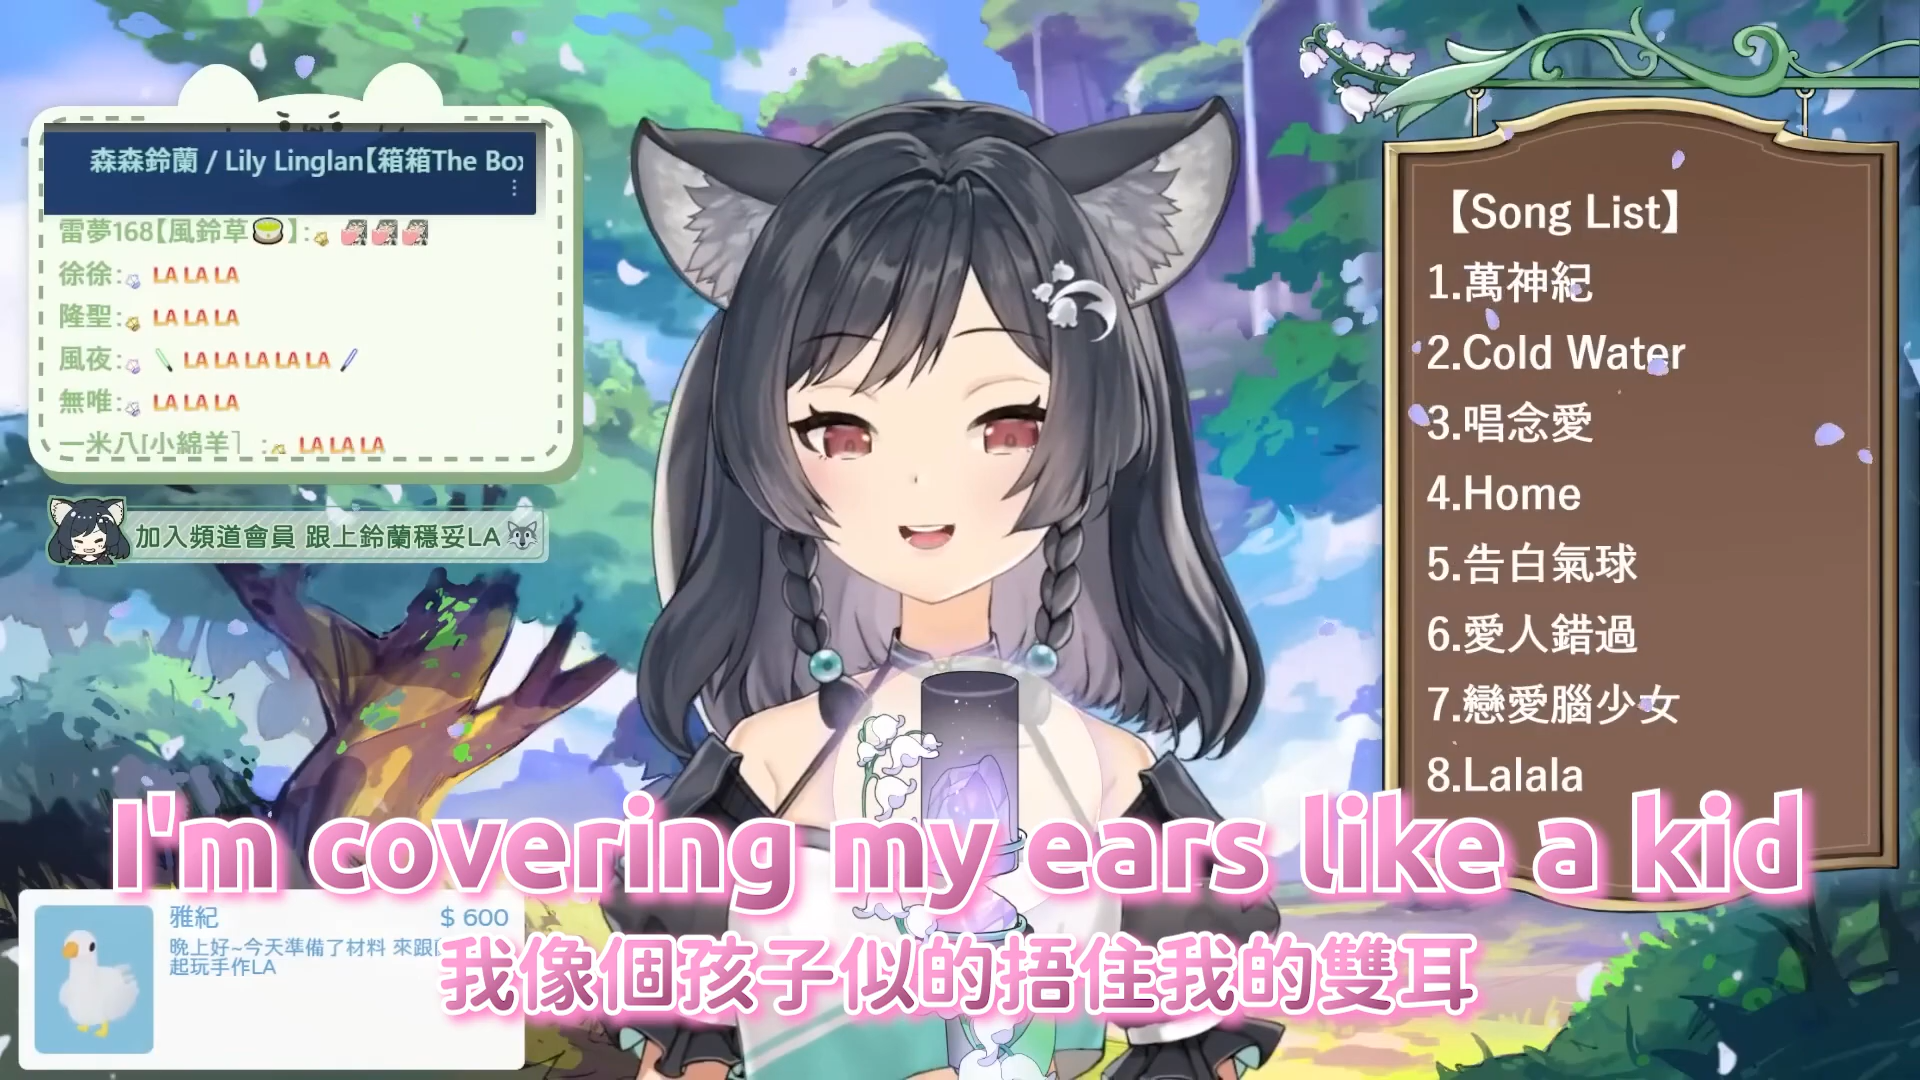 森森鈴蘭 / Lily Linglan【箱箱The Box
雷夢168【風鈴草🍵】:
徐徐: LA LA LA
隆聖: LA LA LA
風夜: LA LA LA LA LA
無唯: LA LA LA
一米八[小綿羊] : LA LA LA
加入頻道會員 跟上鈴蘭穩妥LA
【Song List】
1.萬神紀
2.Cold Water
3.唱念愛
4.Home
5.告白氣球
6.愛人錯過
7.戀愛腦少女
8.Lalala
I'm covering my ears like a kid
我像個孩子似的捂住我的雙耳
雅紀 $ 600
晚上好~今天準備了材料 來跟
起玩手作LA